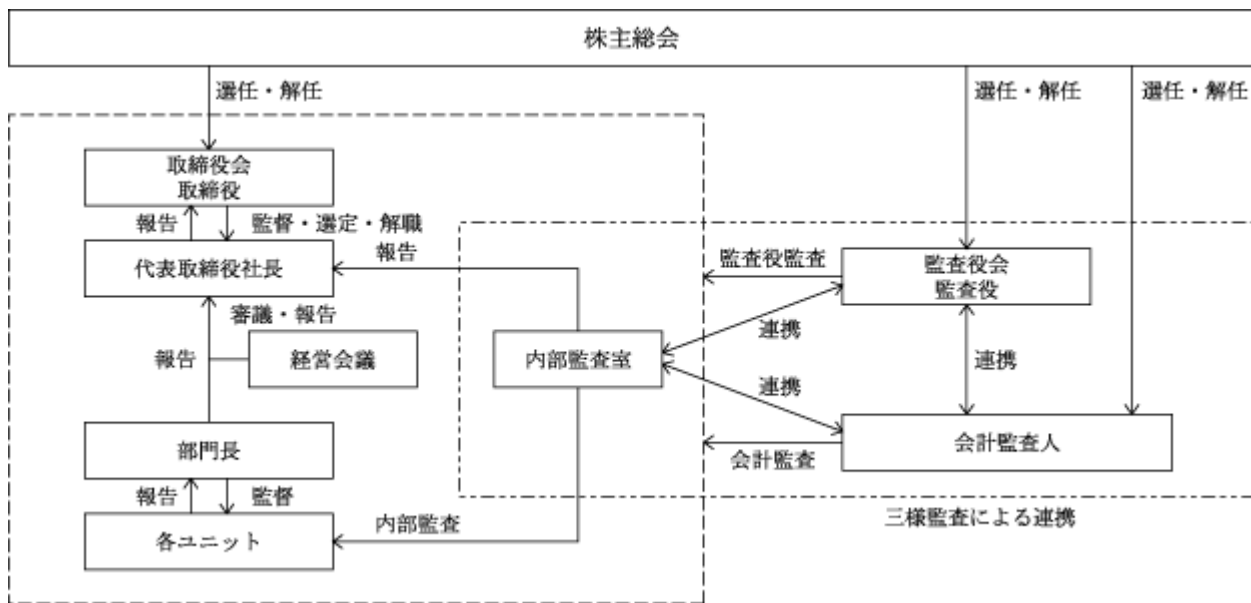 株主総会
選任・解任
選任・解任
選任・解任
取締役会
取締役
報告
監督・選定・解職
代表取締役社長
報告
監査役監査
監査役会
監査役
審議・報告
連携
報告
経営会議
内部監査室
連携
連携
部門長
会計監査人
会計監査
報告
監督
三様監査による連携
内部監査
各ユニット